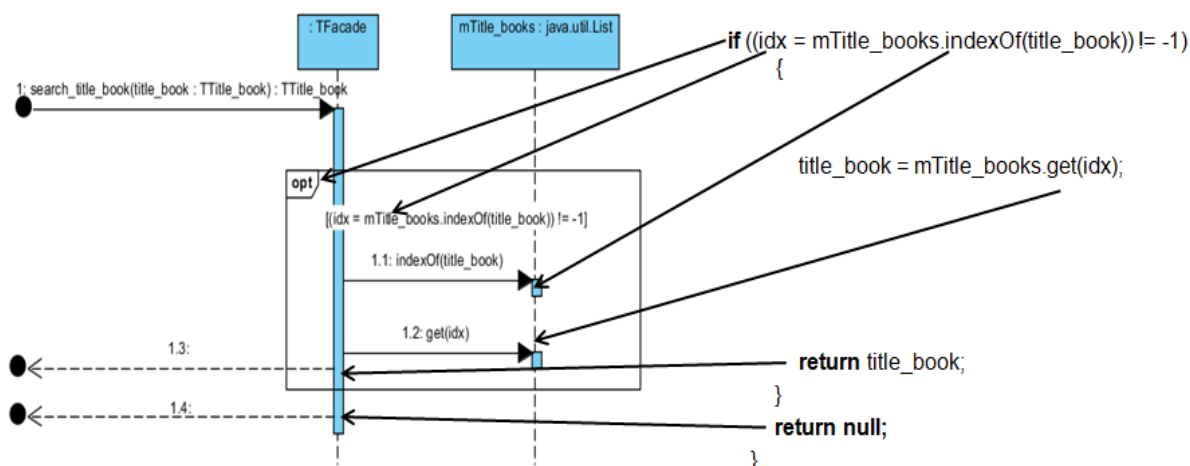 : TFacade
mTitle_books : java.util.List
if ((idx = mTitle_books.indexOf(title_book)) != -1)
{
1: search_title_book(title_book : TTitle_book) : TTitle_book
title_book = mTitle_books.get(idx);
opt
[(idx = mTitle_books.indexOf(title_book)) != -1]
1.1: indexOf(title_book)
1.2: get(idx)
1.3:
return title_book;
}
1.4:
return null;
}